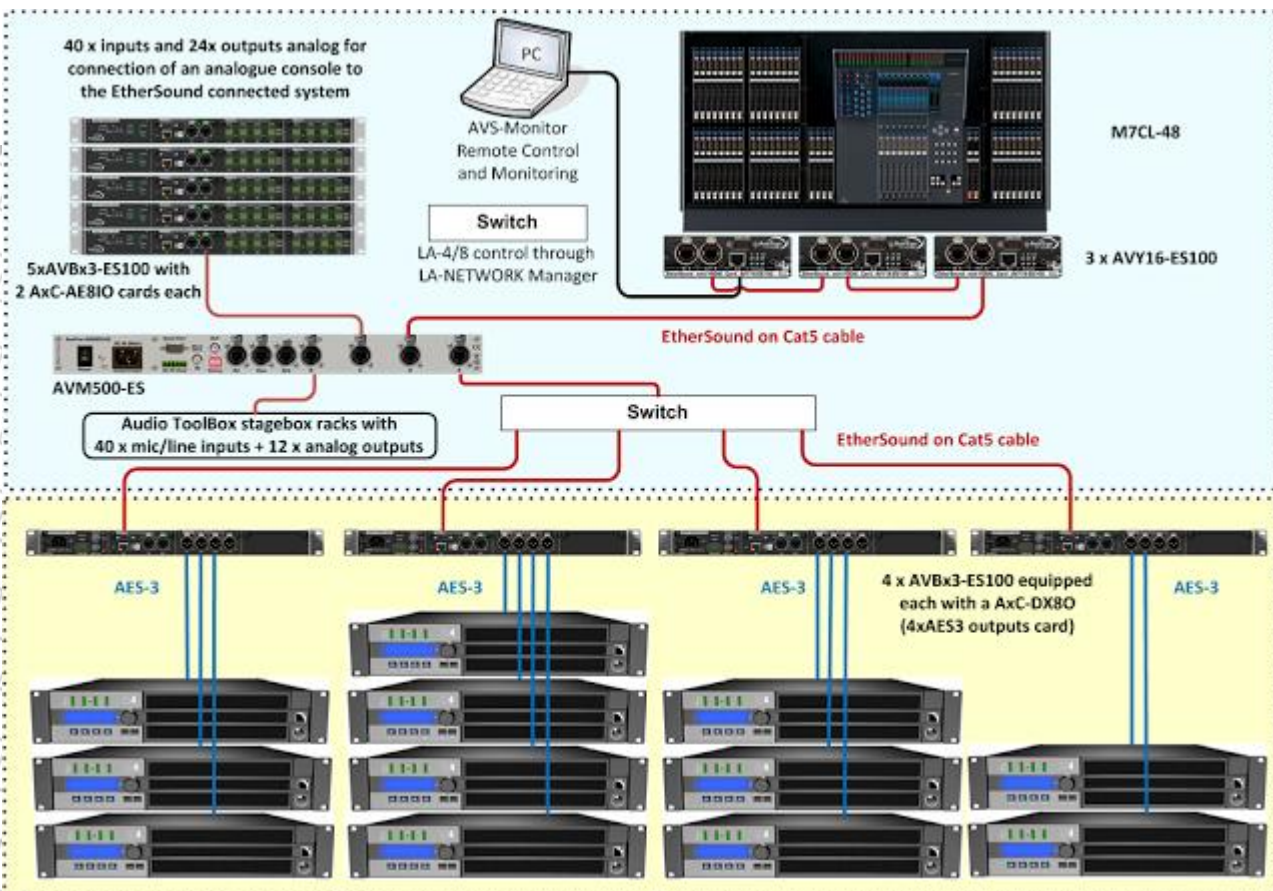 40 x inputs and 24x outputs analog for
connection of an analogue console to
the EtherSound connected system
PC
AVS-Monitor
Remote Control
and Monitoring
M7CL-48
Switch
LA-4/8 control through
LA-NETWORK Manager
3 x AVY16-ES100
5xAVBx3-ES100 with
2 AxC-AE8IO cards each
EtherSound on Cat5 cable
AVM500-ES
Audio ToolBox stagebox racks with
40 x mic/line inputs + 12 x analog outputs
Switch
EtherSound on Cat5 cable
AES-3
AES-3
AES-3
4 x AVBx3-ES100 equipped
each with a AxC-DX8O
(4xAES3 outputs card)
AES-3